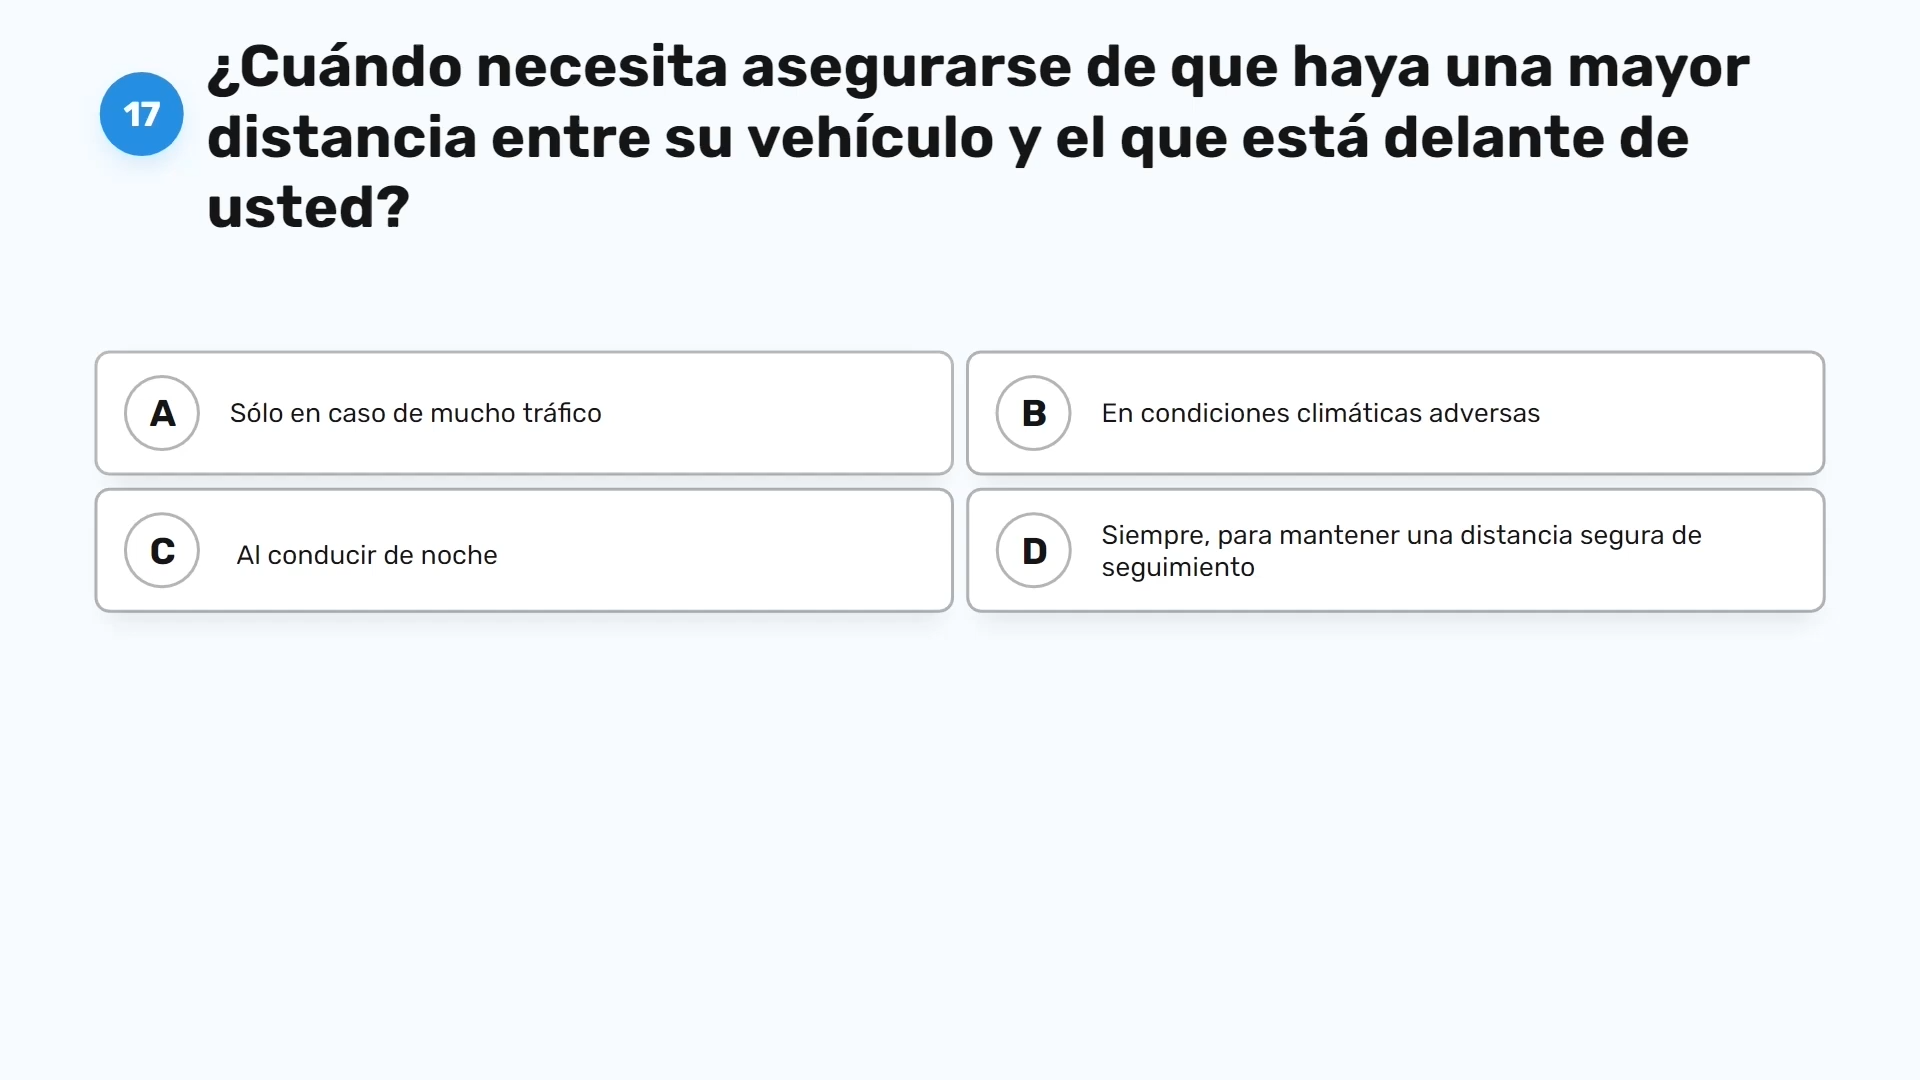 17
¿Cuándo necesita asegurarse de que haya una mayor
distancia entre su vehículo y el que está delante de
usted?
A
Sólo en caso de mucho tráfico
B
En condiciones climáticas adversas
C
Al conducir de noche
D
Siempre, para mantener una distancia segura de
seguimiento